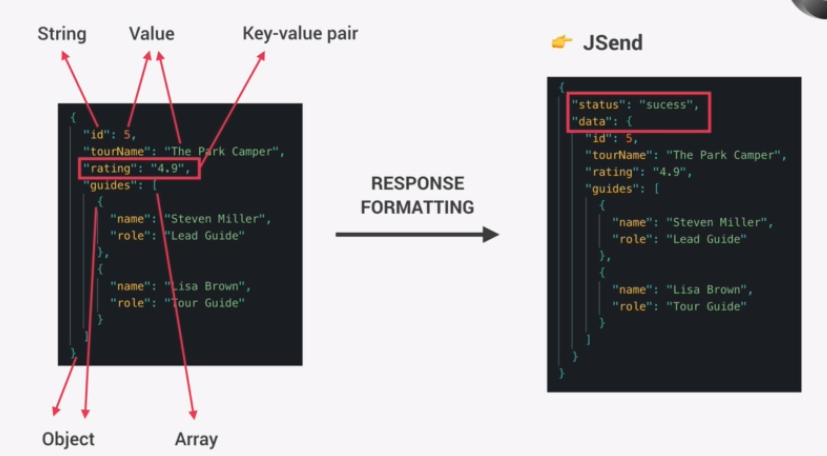 String Value Key-value pair
👉 JSend
{
"id": 5,
"tourName": "The Park Camper",
"rating": "4.9",
"guides": [
{
"name": "Steven Miller",
"role": "Lead Guide"
},
{
"name": "Lisa Brown",
"role": "Tour Guide"
}
]
}
Object Array
RESPONSE
FORMATTING
{
"status": "sucess",
"data": {
"id": 5,
"tourName": "The Park Camper",
"rating": "4.9",
"guides": [
{
"name": "Steven Miller",
"role": "Lead Guide"
},
{
"name": "Lisa Brown",
"role": "Tour Guide"
}
]
}
}